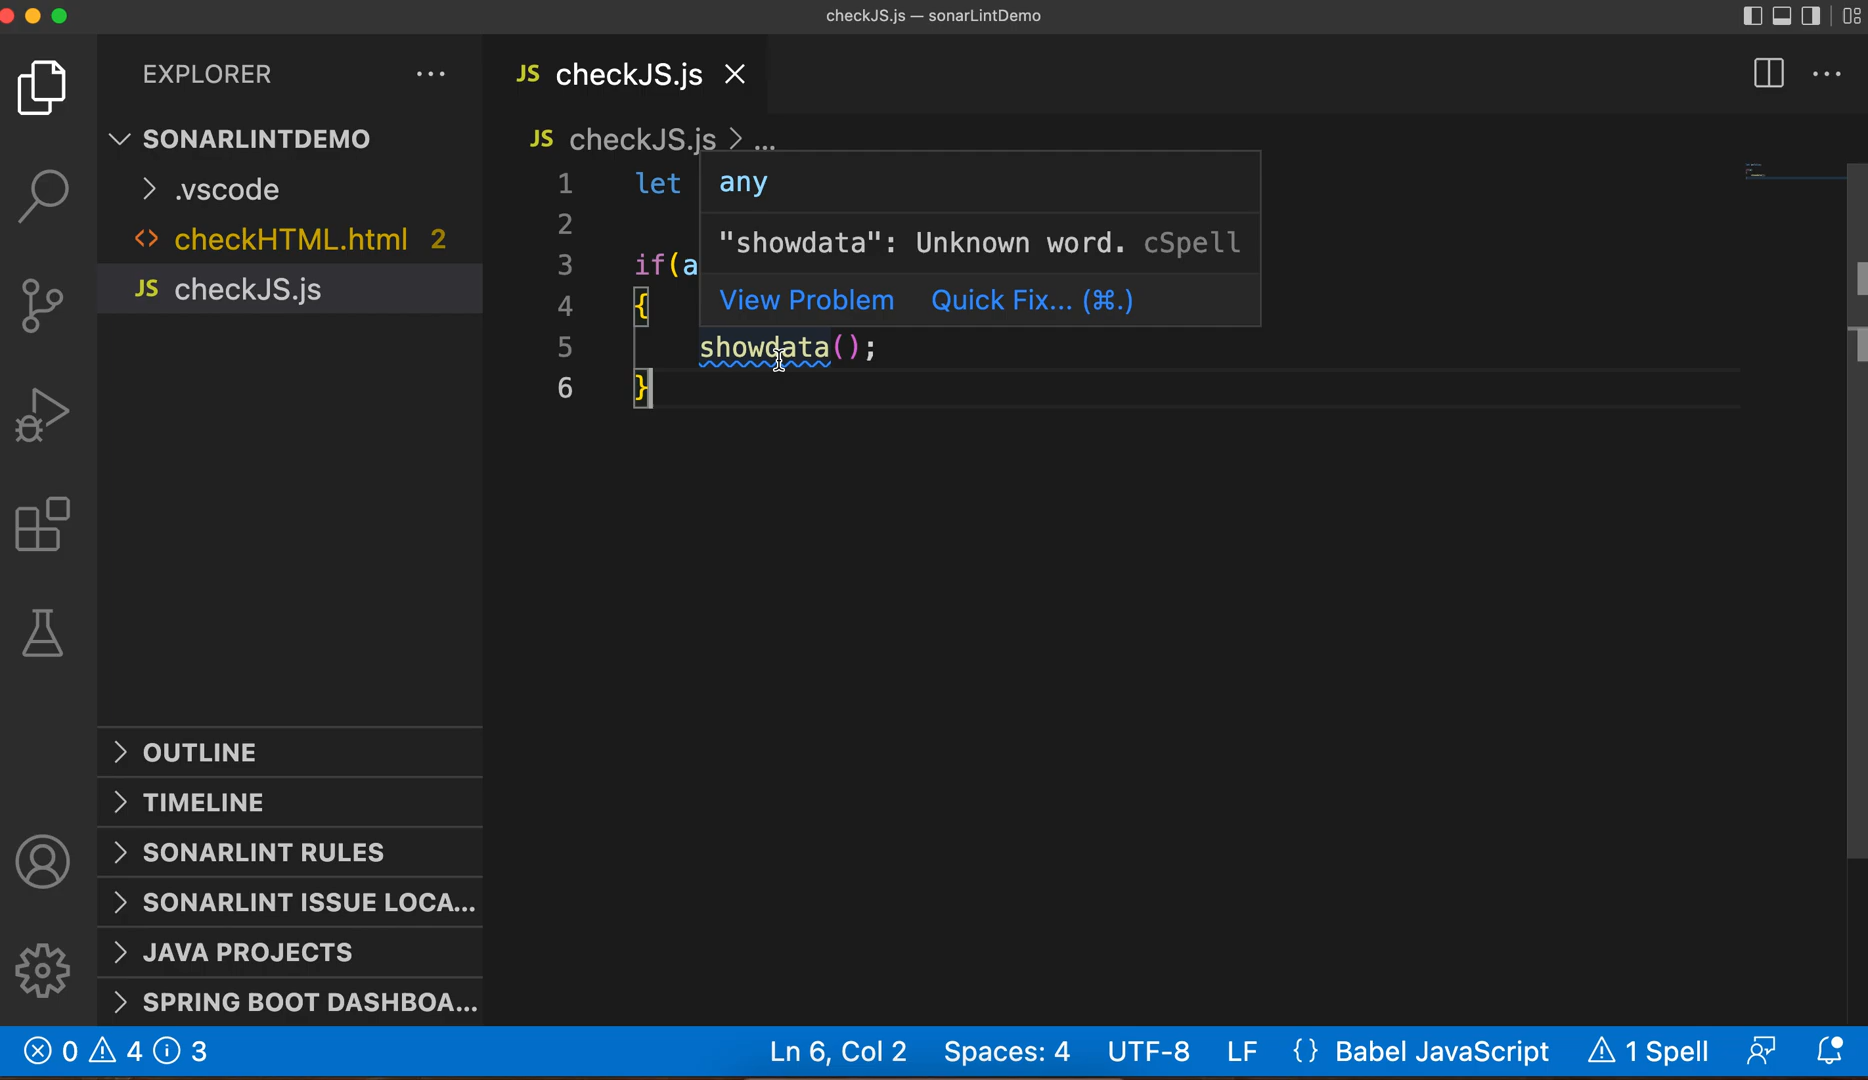 checkJS.js — sonarLintDemo
EXPLORER ...
SONARLINTDEMO
.vscode
<> checkHTML.html 2
JS checkJS.js
OUTLINE
TIMELINE
SONARLINT RULES
SONARLINT ISSUE LOCA...
JAVA PROJECTS
SPRING BOOT DASHBOA...
JS checkJS.js
JS checkJS.js > ...
1 let
2
3 if(a
4 {
5 showdata();
6 }
any
"showdata": Unknown word. cSpell
View Problem Quick Fix... (⌘.)
0 4 3
Ln 6, Col 2 Spaces: 4 UTF-8 LF {} Babel JavaScript 1 Spell